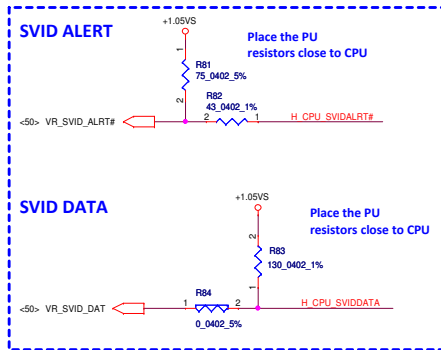 SVID ALERT
+1.05VS
Place the PU
resistors close to CPU
1
R81
75_0402_5%
2
R82
43_0402_1%
<50> VR_SVID_ALRT#
2
1
H_CPU_SVIDALRT#
SVID DATA
+1.05VS
Place the PU
resistors close to CPU
2
R83
130_0402_1%
1
R84
<50> VR_SVID_DAT
1
2
H_CPU_SVIDDATA
0_0402_5%